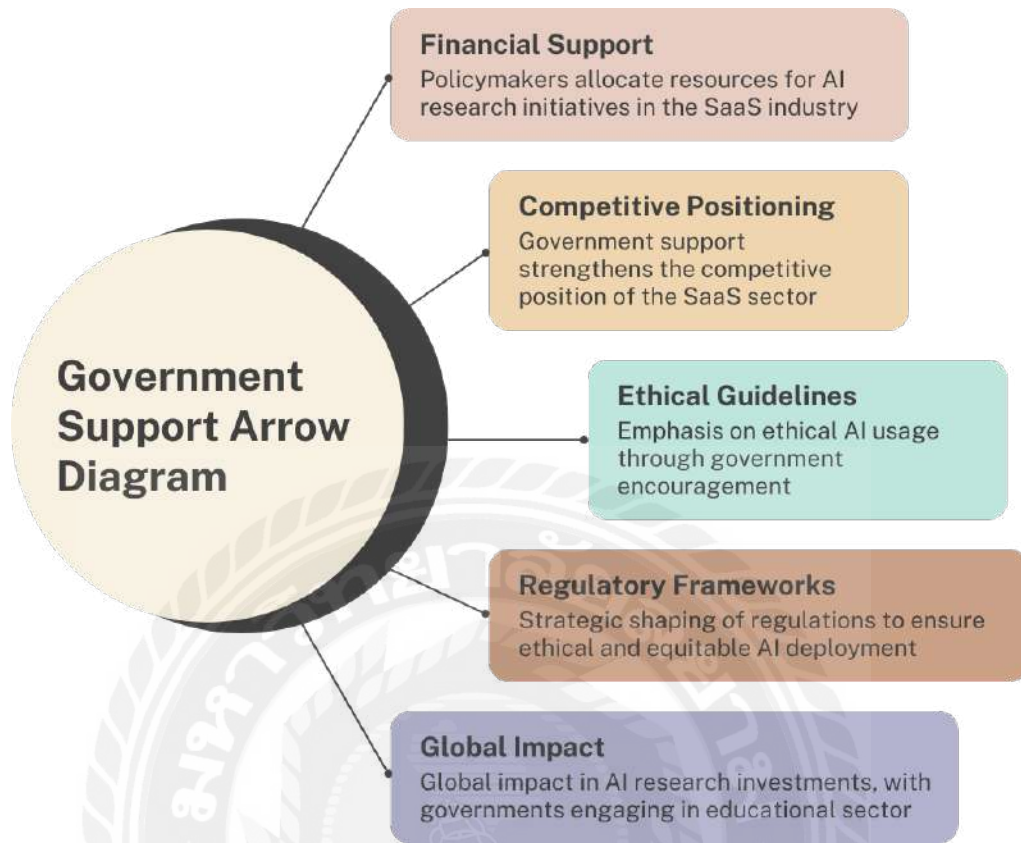 Financial Support
Policymakers allocate resources for AI
research initiatives in the SaaS industry
Competitive Positioning
Government support
strengthens the competitive
position of the SaaS sector
Government
Support Arrow
Diagram
Ethical Guidelines
Emphasis on ethical AI usage
through government
encouragement
Regulatory Frameworks
Strategic shaping of regulations to ensure
ethical and equitable AI deployment
Global Impact
Global impact in AI research investments, with
governments engaging in educational sector